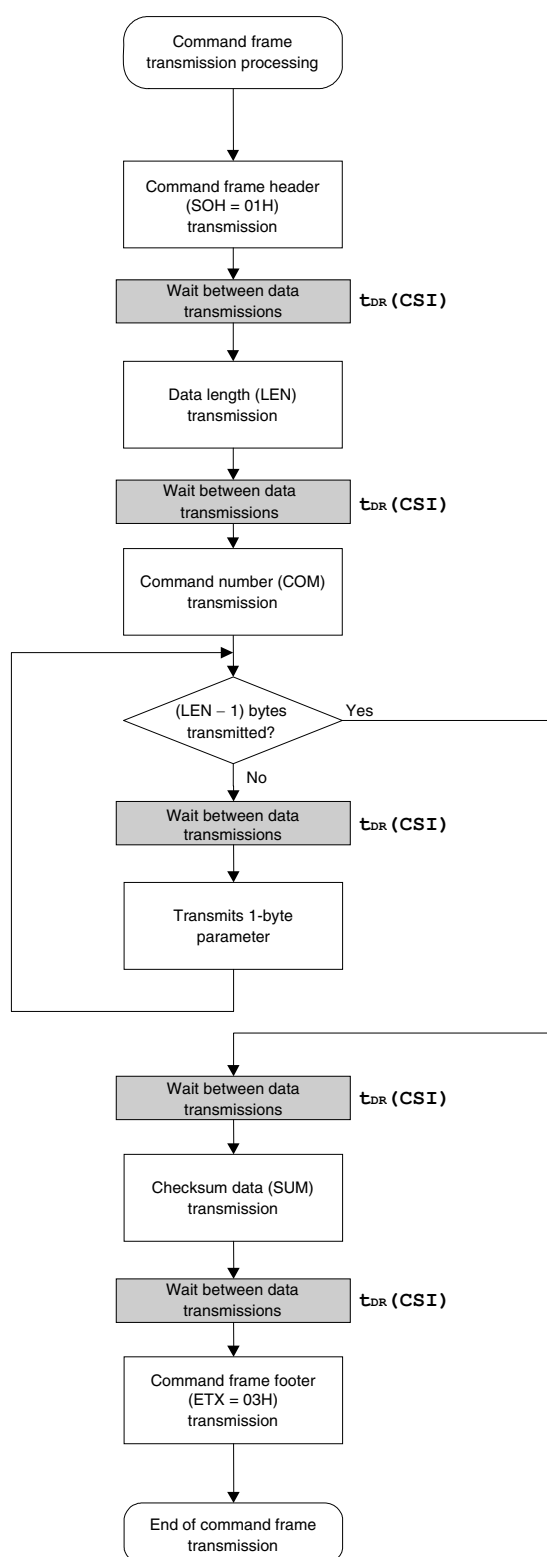 Command frame
transmission processing
Command frame header
(SOH = 01H)
transmission
Wait between data
transmissions
tDR (CSI)
Data length (LEN)
transmission
Wait between data
transmissions
tDR (CSI)
Command number (COM)
transmission
(LEN – 1) bytes
transmitted?
Yes
No
Wait between data
transmissions
tDR (CSI)
Transmits 1-byte
parameter
Wait between data
transmissions
tDR (CSI)
Checksum data (SUM)
transmission
Wait between data
transmissions
tDR (CSI)
Command frame footer
(ETX = 03H)
transmission
End of command frame
transmission